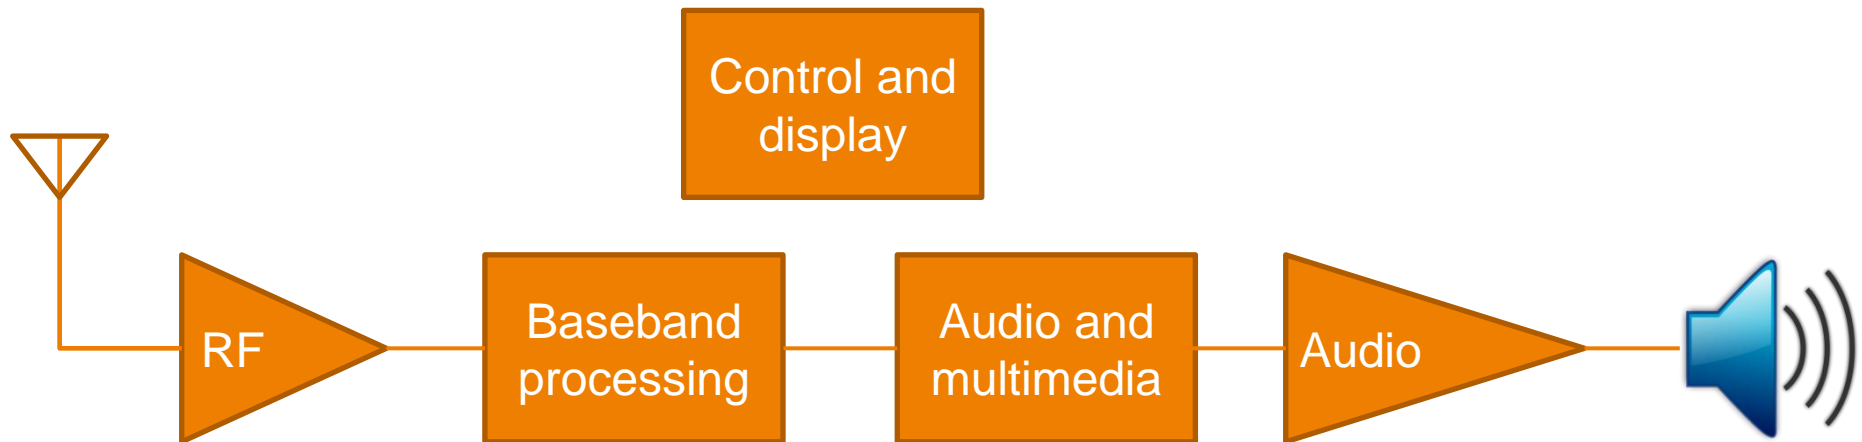 Control and
display
RF
Baseband
processing
Audio and
multimedia
Audio